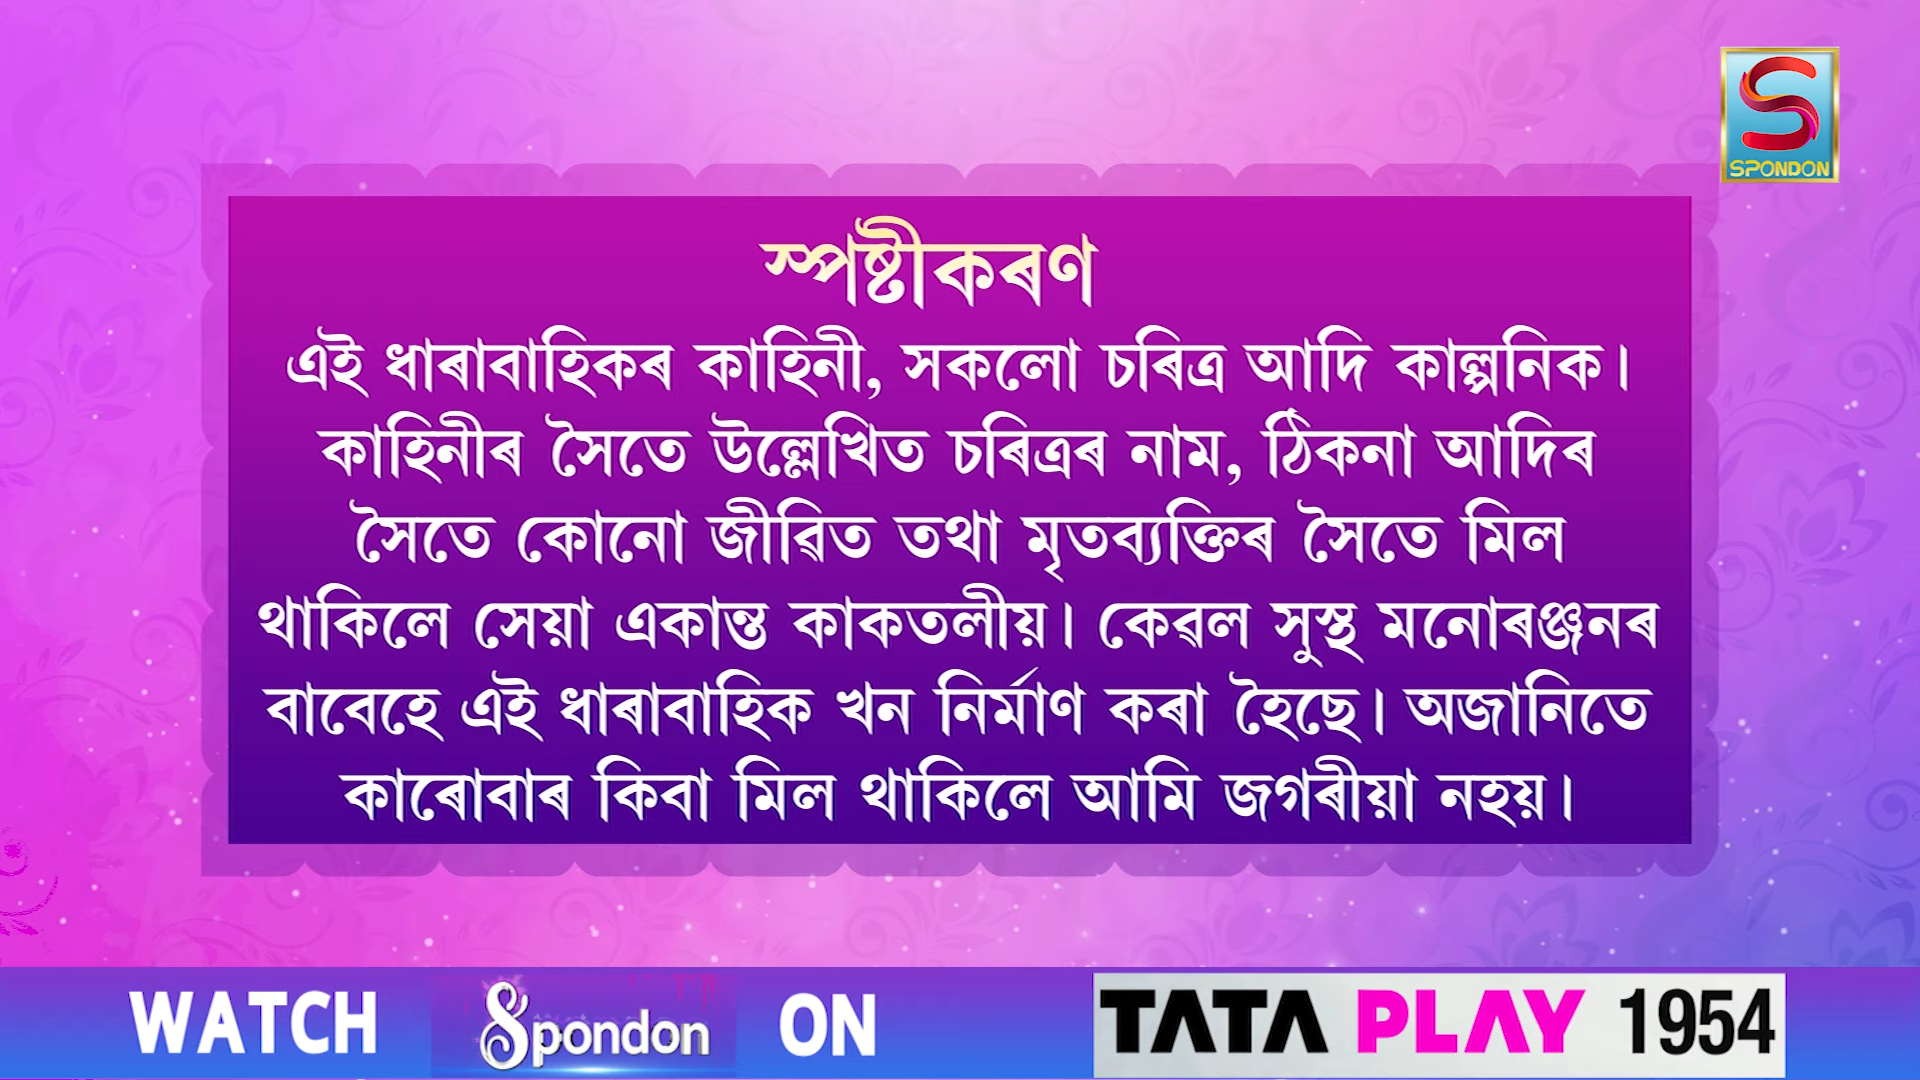 SPONDON
স্পষ্টীকৰণ
এই ধাৰাবাহিকৰ কাহিনী, সকলো চৰিত্ৰ আদি কাল্পনিক।
কাহিনীৰ সৈতে উল্লেখিত চৰিত্ৰৰ নাম, ঠিকনা আদিৰ
সৈতে কোনো জীৱিত তথা মৃতব্যক্তিৰ সৈতে মিল
থাকিলে সেয়া একান্ত কাকতলীয়। কেৱল সুস্থ মনোৰঞ্জনৰ
বাবেহে এই ধাৰাবাহিক খন নিৰ্মাণ কৰা হৈছে। অজানিতে
কাৰোবাৰ কিবা মিল থাকিলে আমি জগৰীয়া নহয়।
WATCH Spondon ON TATA PLAY 1954